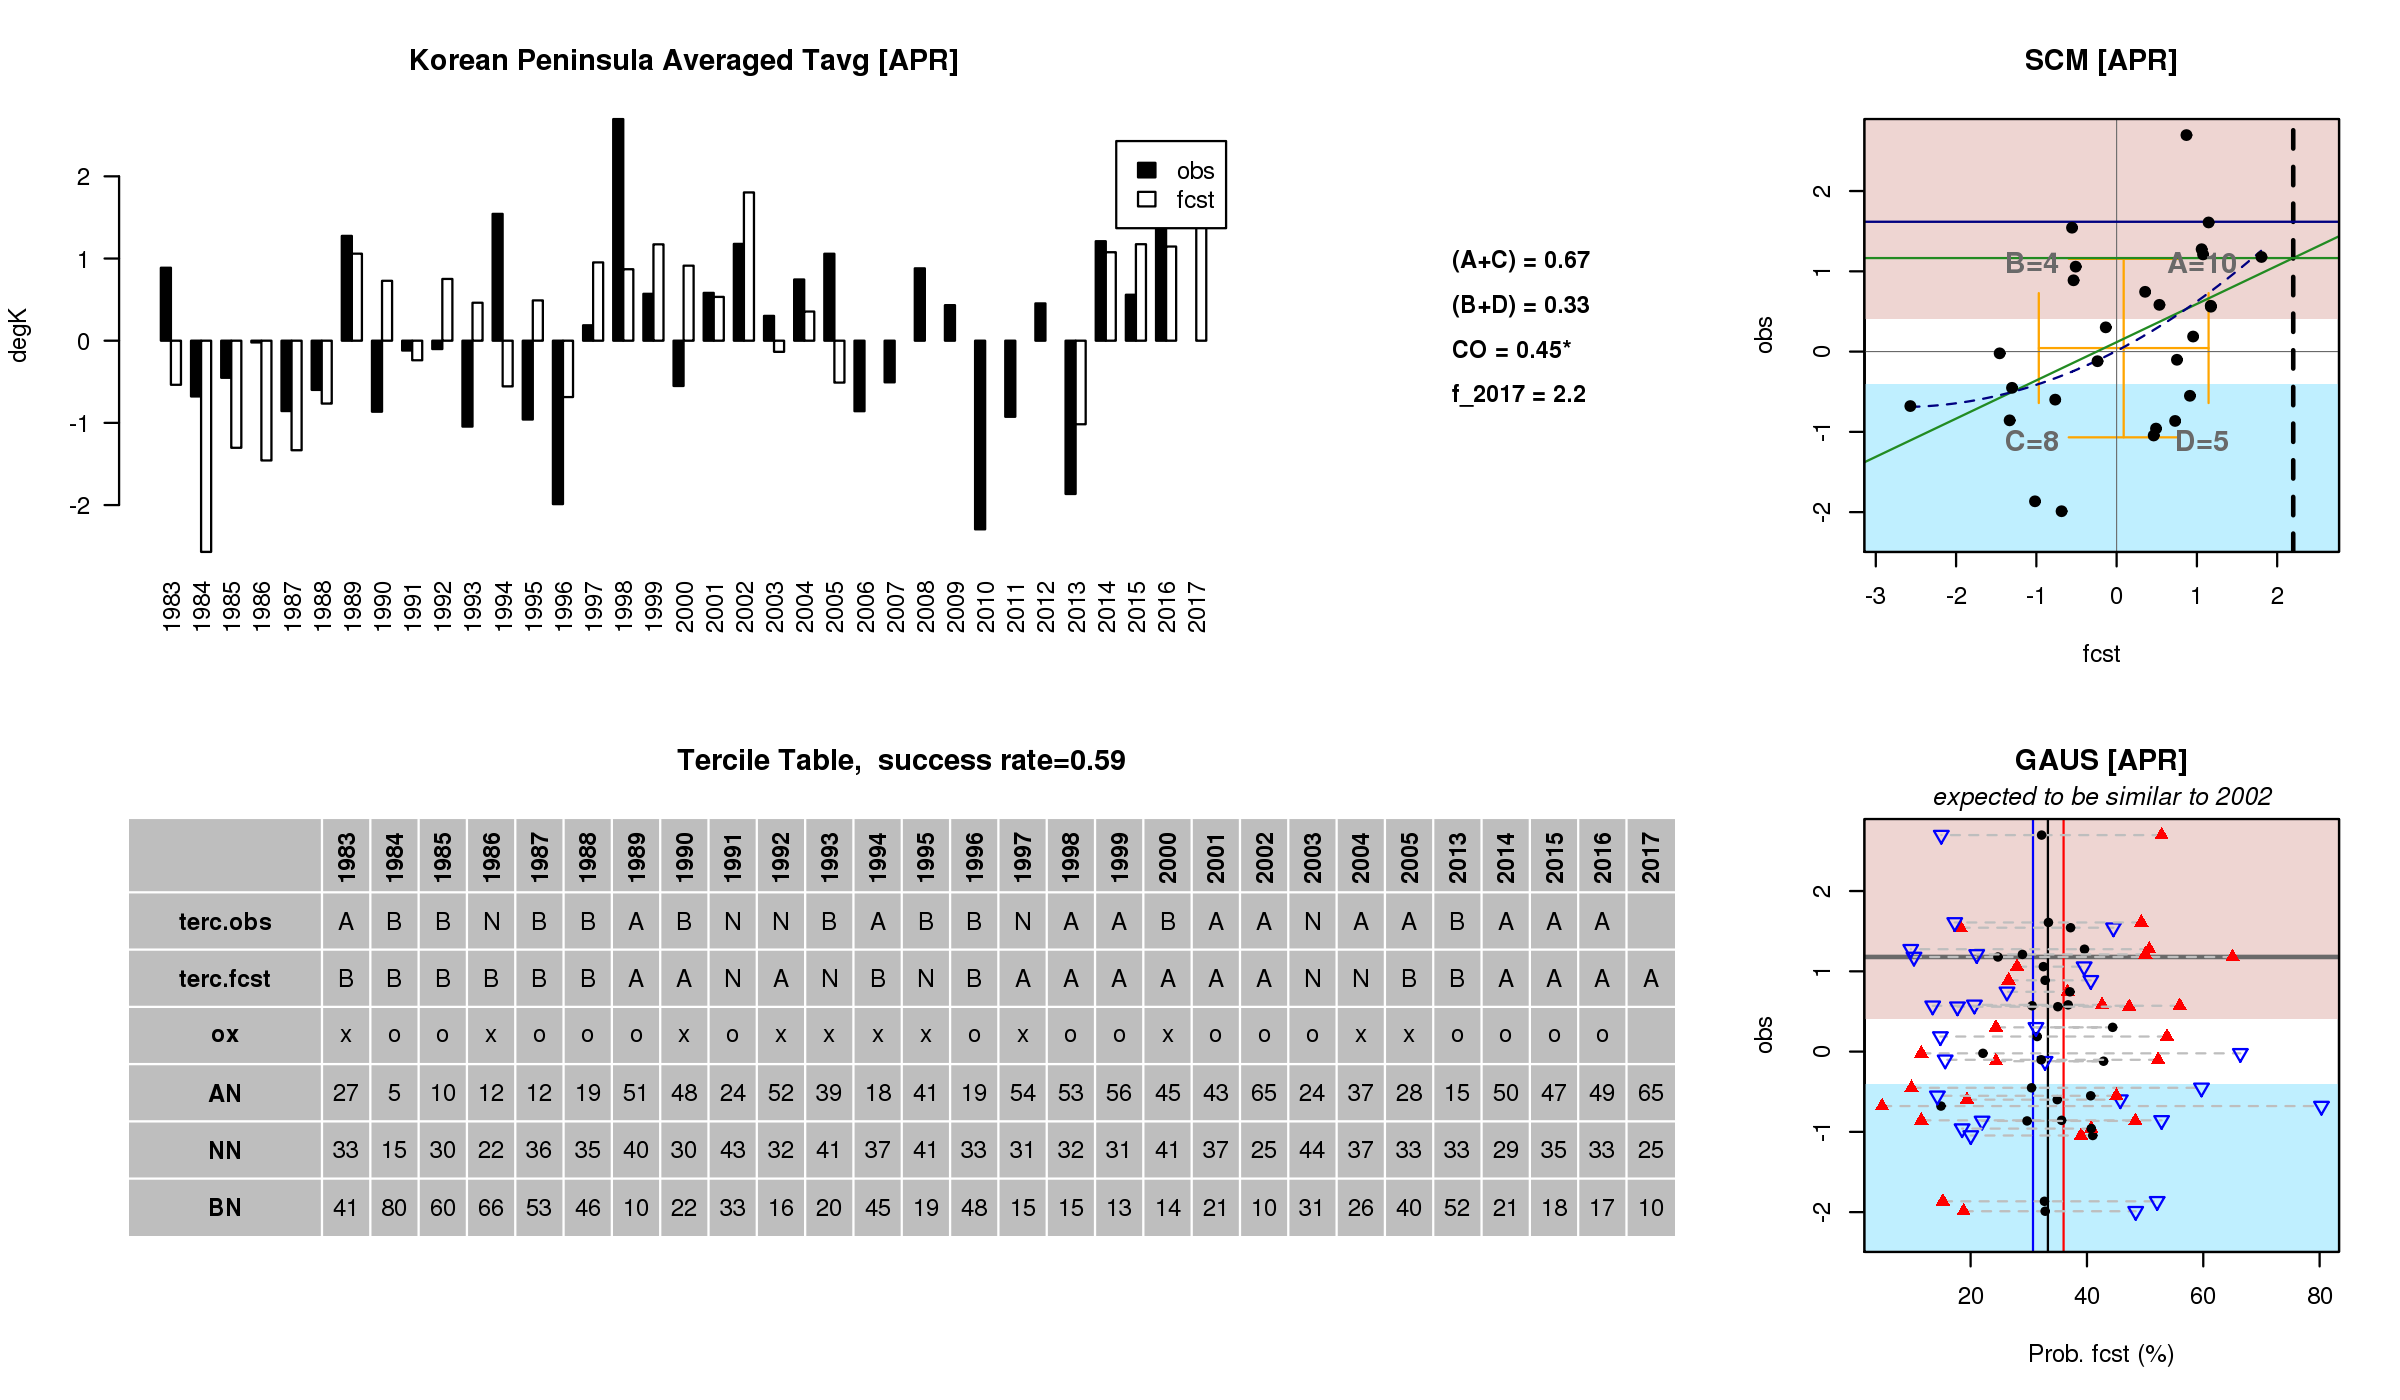 Korean Peninsula Averaged Tavg [APR]
degK
2
1
0
-1
-2
obs
fcst
1983 1984 1985 1986 1987 1988 1989 1990 1991 1992 1993 1994 1995 1996 1997 1998 1999 2000 2001 2002 2003 2004 2005 2006 2007 2008 2009 2010 2011 2012 2013 2014 2015 2016 2017
(A+C) = 0.67
(B+D) = 0.33
CO = 0.45*
f_2017 = 2.2
SCM [APR]
obs
2
1
0
-1
-2
B=4 A=10
C=8 D=5
-3 -2 -1 0 1 2
fcst
Tercile Table,  success rate=0.59
1983 1984 1985 1986 1987 1988 1989 1990 1991 1992 1993 1994 1995 1996 1997 1998 1999 2000 2001 2002 2003 2004 2005 2013 2014 2015 2016 2017
terc.obs A B B N B B A B N N B A B B N A A B A A N A A B A A A
terc.fcst B B B B B B A A N A N B N B A A A A A A N N B B A A A A
ox x o o x o o o x o x x x x o x o o x o o o x x o o o o
AN 27 5 10 12 12 19 51 48 24 52 39 18 41 19 54 53 56 45 43 65 24 37 28 15 50 47 49 65
NN 33 15 30 22 36 35 40 30 43 32 41 37 41 33 31 32 31 41 37 25 44 37 33 33 29 35 33 25
BN 41 80 60 66 53 46 10 22 33 16 20 45 19 48 15 15 13 14 21 10 31 26 40 52 21 18 17 10
GAUS [APR]
expected to be similar to 2002
obs
2
1
0
-1
-2
20 40 60 80
Prob. fcst (%)